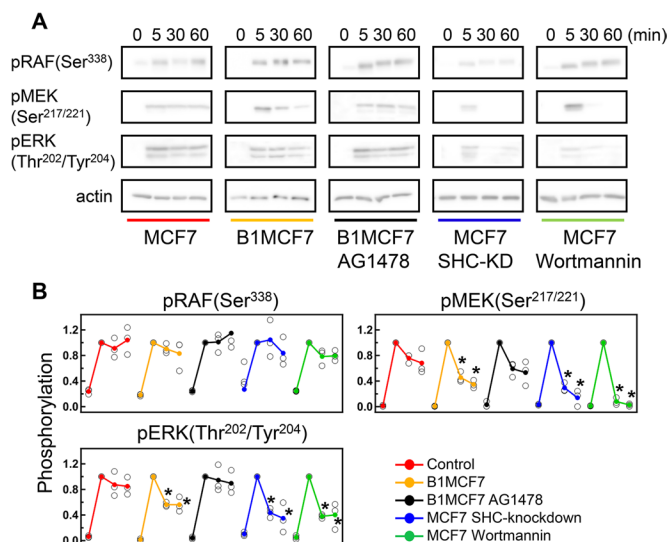 A
0 5 30 60 0 5 30 60 0 5 30 60 0 5 30 60 0 5 30 60 (min)
pRAF(Ser338)
pMEK
(Ser217/221)
pERK
(Thr202/Tyr204)
actin
MCF7 B1MCF7 B1MCF7 MCF7 MCF7
AG1478 SHC-KD Wortmannin
B
pRAF(Ser338) pMEK(Ser217/221)
1.2 1.2
0.8 0.8
0.4 0.4
* * * * * *
0.0 0.0
pERK(Thr202/Tyr204)
Phosphorylation
1.2
0.8
0.4
* * * * * *
0.0
Control
B1MCF7
B1MCF7 AG1478
MCF7 SHC-knockdown
MCF7 Wortmannin